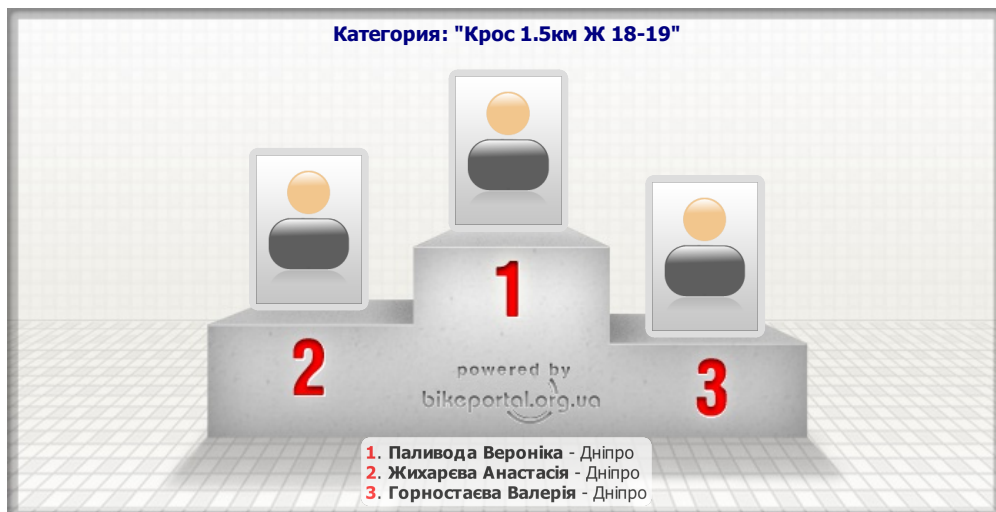 Категория: "Крос 1.5км Ж 18-19"
1
2
3
powered by
bikeportal.org.ua
1. Паливода Вероніка - Дніпро
2. Жихарєва Анастасія - Дніпро
3. Горностаєва Валерія - Дніпро